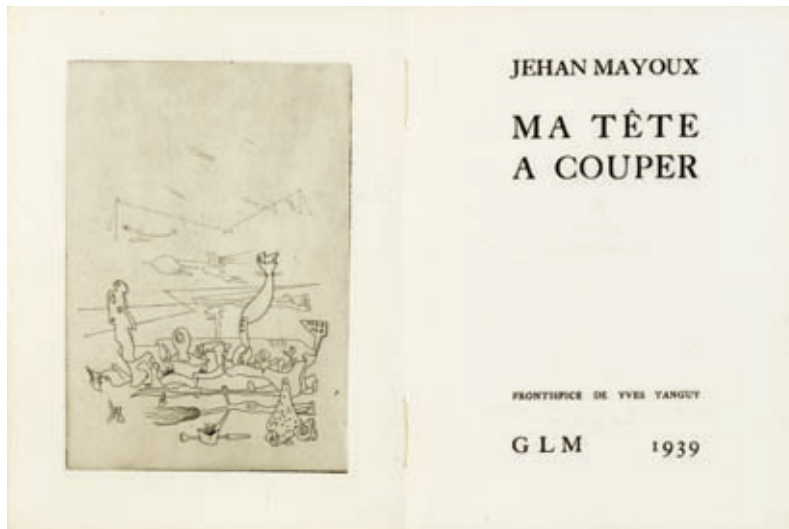 JEHAN MAYOUX
MA TÊTE
A COUPER
FRONTISPICE DE YVES TANGUY
GLM 1939